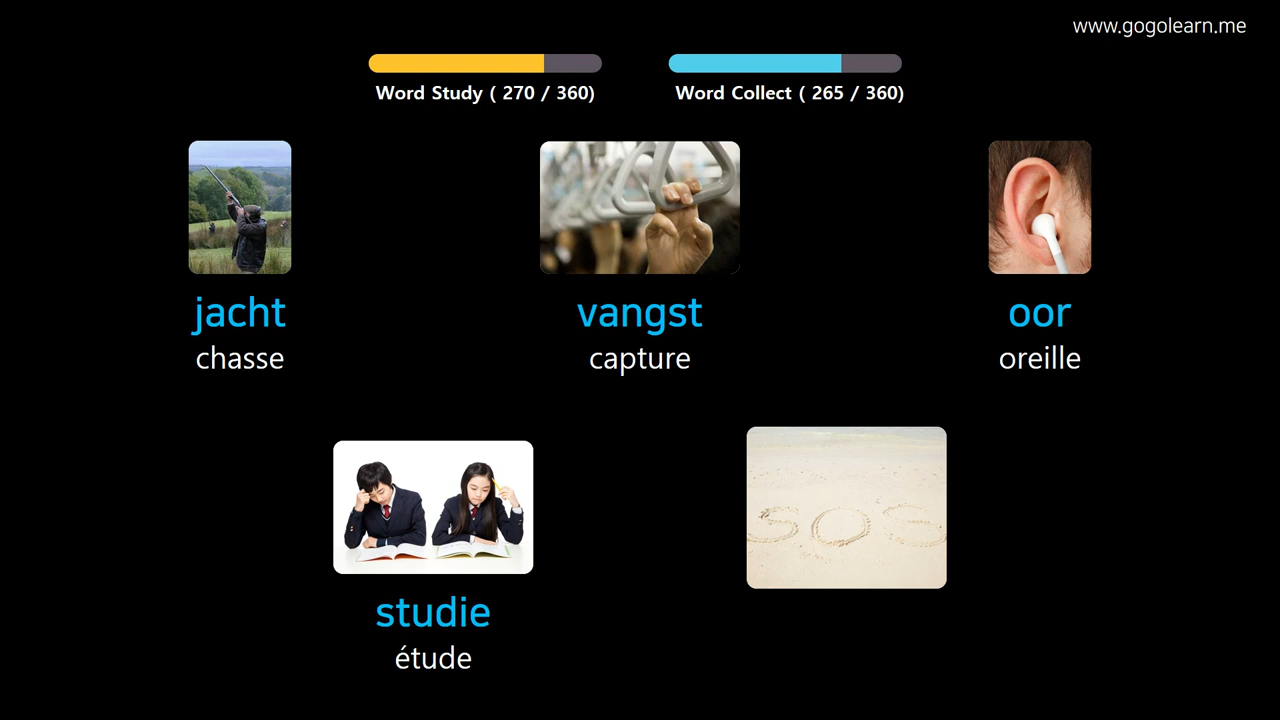 www.gogolearn.me
Word Study ( 270 / 360)
Word Collect ( 265 / 360)
jacht
chasse
vangst
capture
oor
oreille
SOS
studie
étude